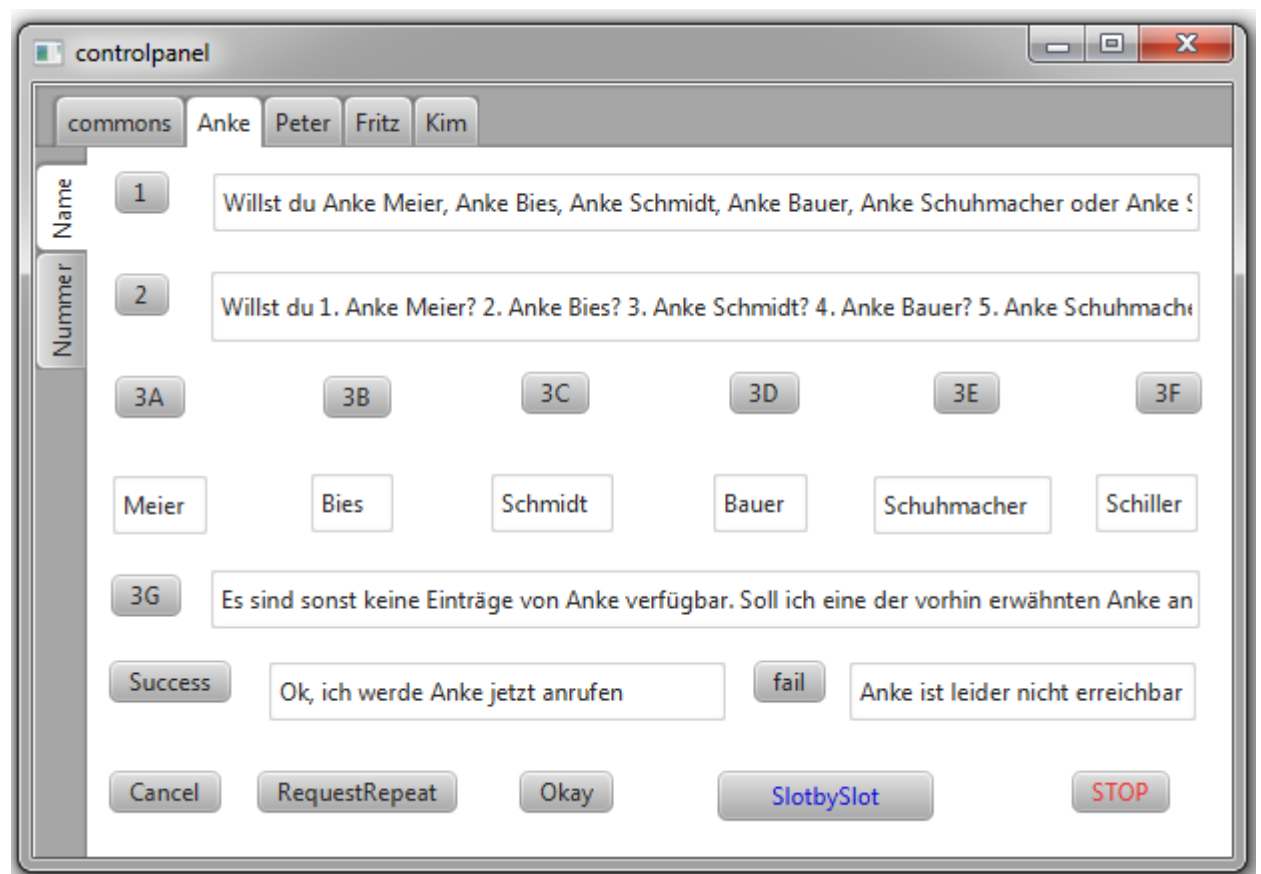 controlpanel
commons Anke Peter Fritz Kim
Name
Nummer
1 Willst du Anke Meier, Anke Bies, Anke Schmidt, Anke Bauer, Anke Schuhmacher oder Anke
2 Willst du 1. Anke Meier? 2. Anke Bies? 3. Anke Schmidt? 4. Anke Bauer? 5. Anke Schuhmache
3A 3B 3C 3D 3E 3F
Meier Bies Schmidt Bauer Schuhmacher Schiller
3G Es sind sonst keine Einträge von Anke verfügbar. Soll ich eine der vorhin erwähnten Anke an
Success Ok, ich werde Anke jetzt anrufen fail Anke ist leider nicht erreichbar
Cancel RequestRepeat Okay SlotbySlot STOP